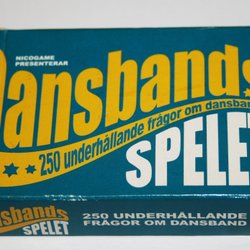 NICOGAME
PRESENTERAR
Dansbands
250 underhållande frågor om dansband
SPELET
Dansbands
SPELET
250 UNDERHÅLLANDE
FRÅGOR OM DANSBAND